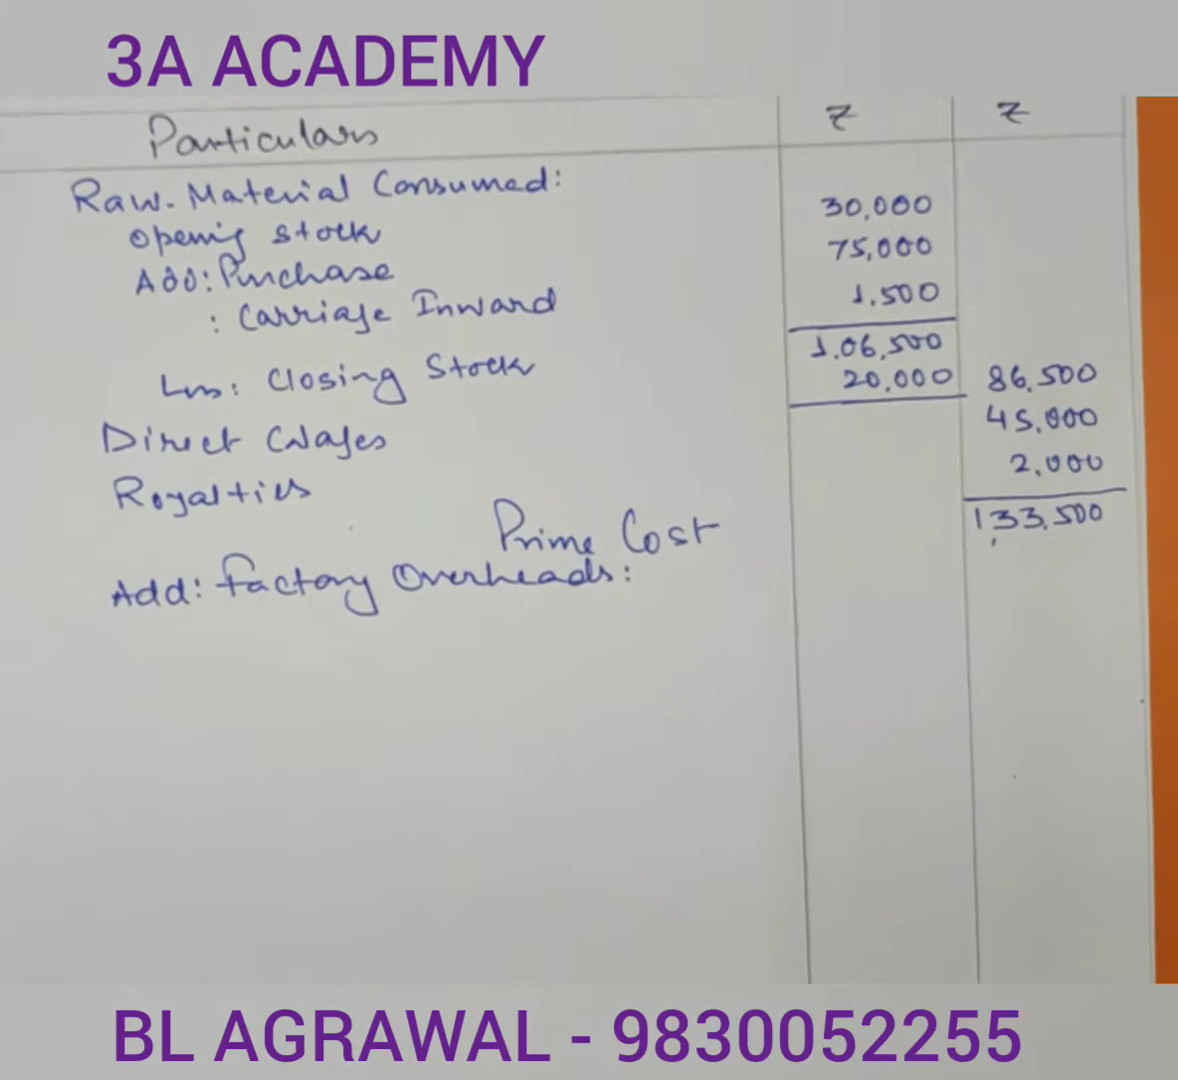 3A ACADEMY
Particulars ₹ ₹
Raw-Material Consumed:
Opening Stock 30,000
Add: Purchase 75,000
: Carriage Inward 1,500
1,06,500
Less: Closing Stock 20,000 86,500
Direct Wages 45,000
Royalties 2,000
Prime Cost 1,33,500
Add: Factory Overheads:
BL AGRAWAL - 9830052255